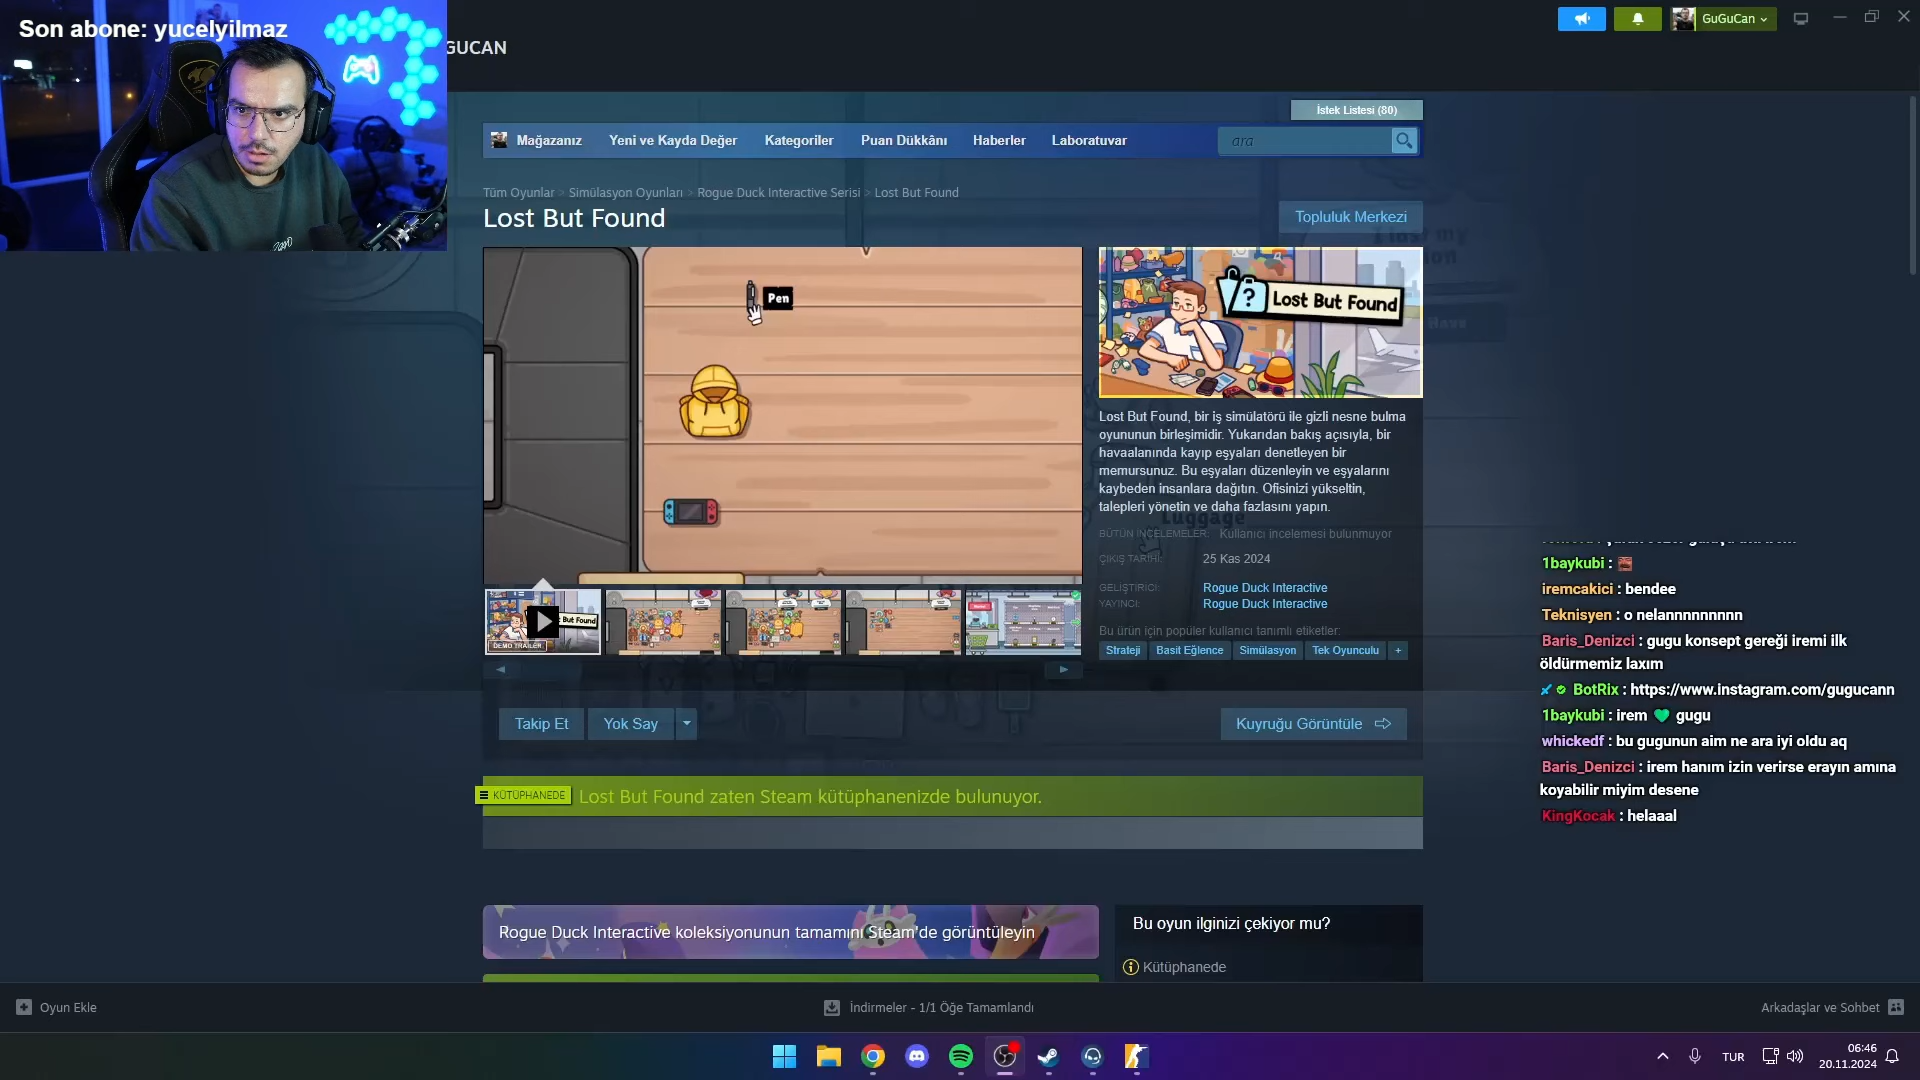 Son abone: yucelyilmaz
GUCAN
GuGuCan
İstek Listesi (80)
Mağazanız
Yeni ve Kayda Değer
Kategoriler
Puan Dükkânı
Haberler
Laboratuvar
ara
Tüm Oyunlar > Simülasyon Oyunları > Rogue Duck Interactive Serisi > Lost But Found
Lost But Found
Topluluk Merkezi
Pen
? Lost But Found
Lost But Found, bir iş simülatörü ile gizli nesne bulma
oyununun birleşimidir. Yukarıdan bakış açısıyla, bir
havaalanında kayıp eşyaları denetleyen bir
memursunuz. Bu eşyaları düzenleyin ve eşyalarını
kaybeden insanlara dağıtın. Ofisinizi yükseltin,
talepleri yönetin ve daha fazlasını yapın.
Luggage
BÜTÜN İNCELEMELER: Kullanıcı incelemesi bulunmuyor
ÇIKIŞ TARİHİ: 25 Kas 2024
GELİŞTİRİCİ: Rogue Duck Interactive
YAYINCI: Rogue Duck Interactive
Bu ürün için popüler kullanıcı tanımlı etiketler:
Strateji
Basit Eğlence
Simülasyon
Tek Oyunculu
+
DEMO TRAILER
Takip Et
Yok Say
Kuyruğu Görüntüle
KÜTÜPHANEDE
Lost But Found zaten Steam kütüphanenizde bulunuyor.
Rogue Duck Interactive koleksiyonunun tamamını Steam'de görüntüleyin
Bu oyun ilginizi çekiyor mu?
Kütüphanede
1baykubi :
iremcakici : bendee
Teknisyen : o nelannnnnnnnn
Baris_Denizci : gugu konsept gereği iremi ilk
öldürmemiz laxım
BotRix : https://www.instagram.com/gugucann
1baykubi : irem 💚 gugu
whickedf : bu gugunun aim ne ara iyi oldu aq
Baris_Denizci : irem hanım izin verirse erayın amına
koyabilir miyim desene
KingKocak : helaaal
Oyun Ekle
İndirmeler - 1/1 Öğe Tamamlandı
Arkadaşlar ve Sohbet
TUR
06:46
20.11.2024